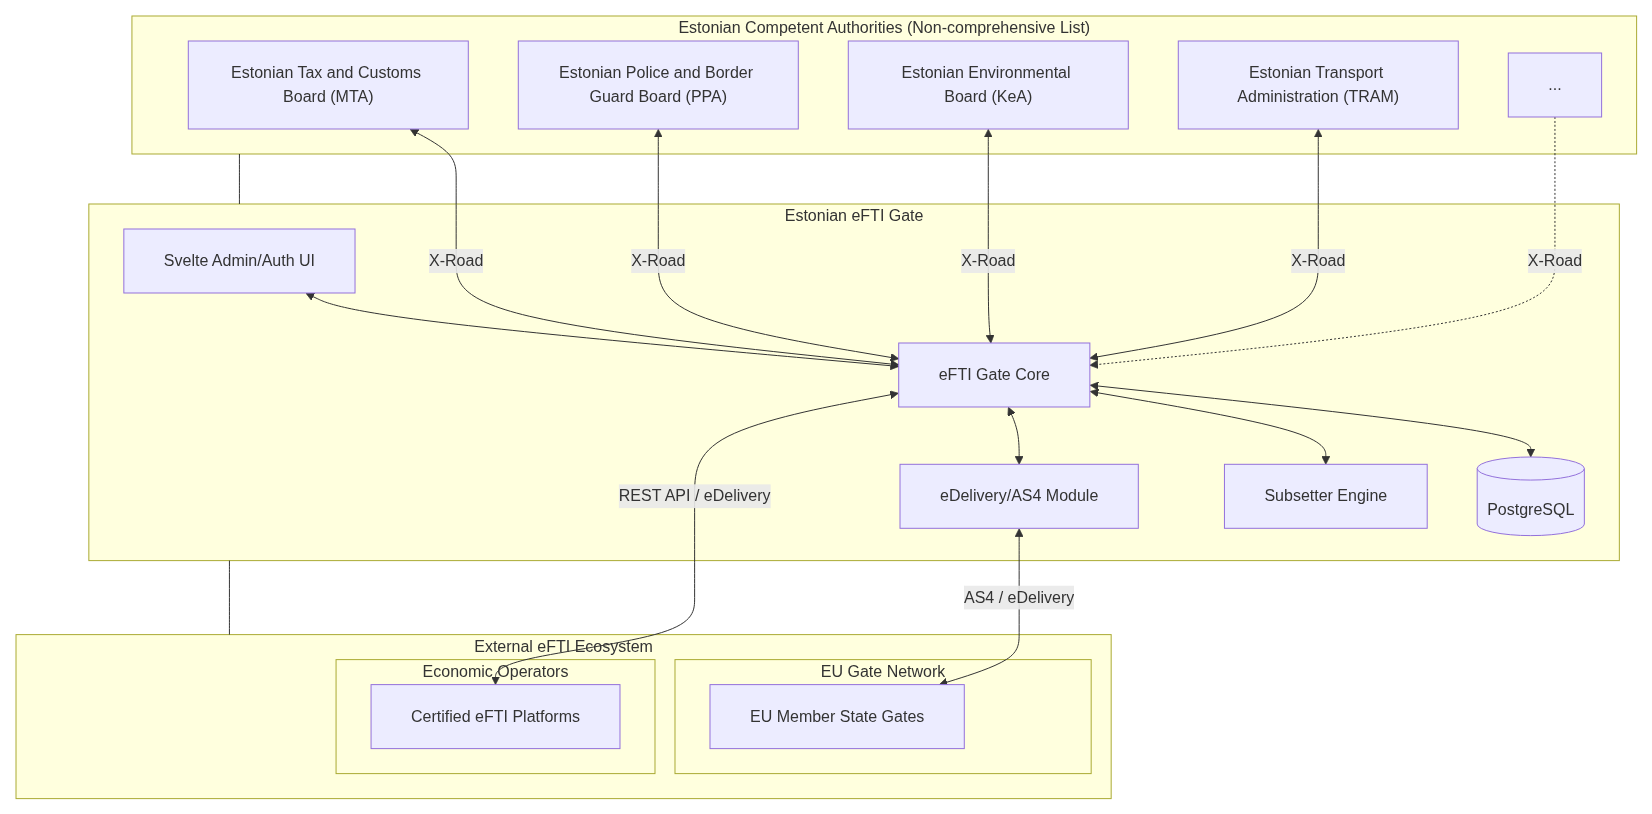 Estonian Competent Authorities (Non-comprehensive List)
Estonian Tax and Customs
Board (MTA)
Estonian Police and Border
Guard Board (PPA)
Estonian Environmental
Board (KeA)
Estonian Transport
Administration (TRAM)
...
Estonian eFTI Gate
Svelte Admin/Auth UI
X-Road
X-Road
X-Road
X-Road
X-Road
eFTI Gate Core
REST API / eDelivery
eDelivery/AS4 Module
Subsetter Engine
PostgreSQL
AS4 / eDelivery
External eFTI Ecosystem
Economic Operators
Certified eFTI Platforms
EU Gate Network
EU Member State Gates